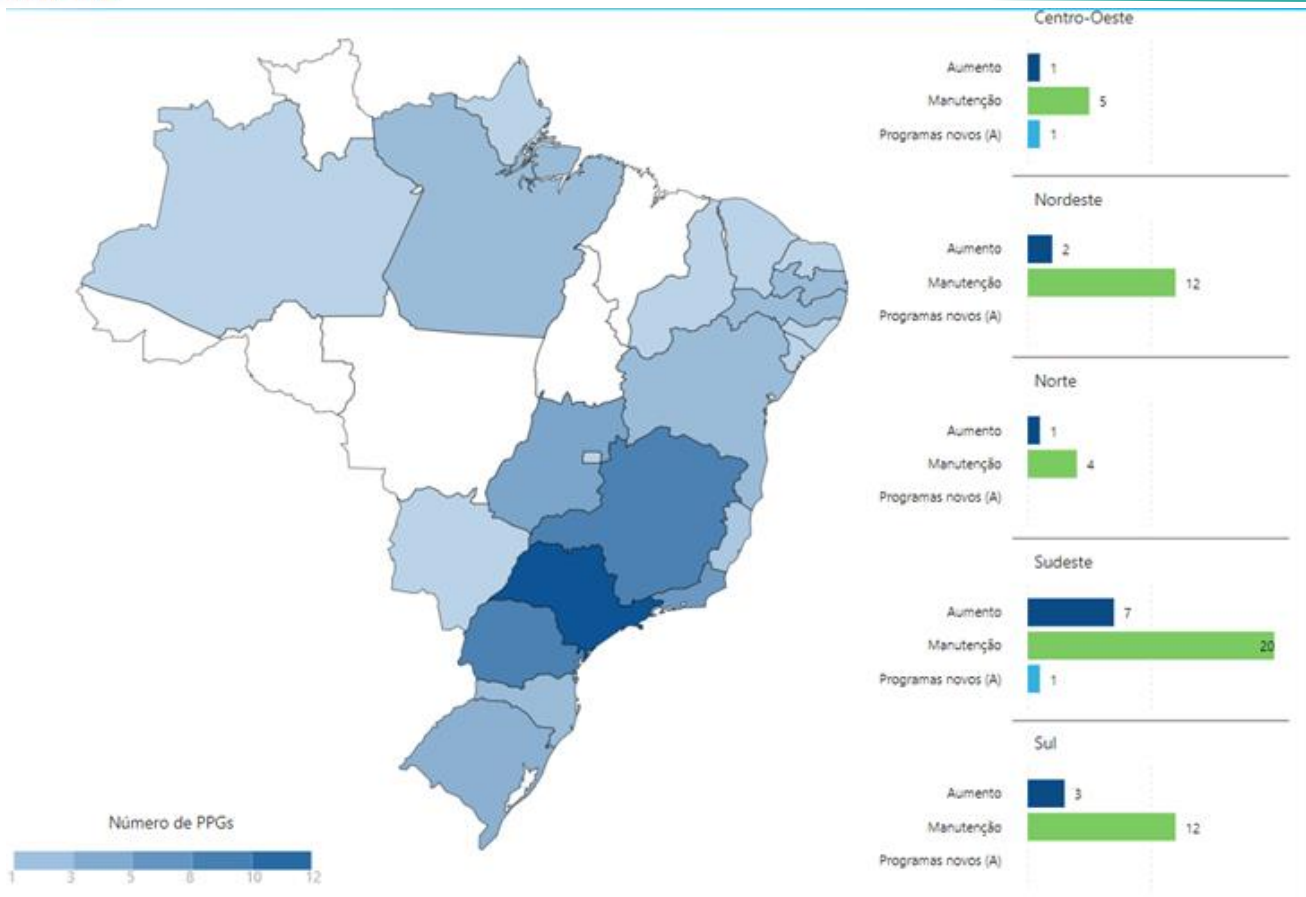 Centro-Oeste
Aumento 1
Manutenção 5
Programas novos (A) 1
Nordeste
Aumento 2
Manutenção 12
Programas novos (A)
Norte
Aumento 1
Manutenção 4
Programas novos (A)
Sudeste
Aumento 7
Manutenção 20
Programas novos (A) 1
Sul
Aumento 3
Manutenção 12
Programas novos (A)
Número de PPGs
1 3 5 8 10 12